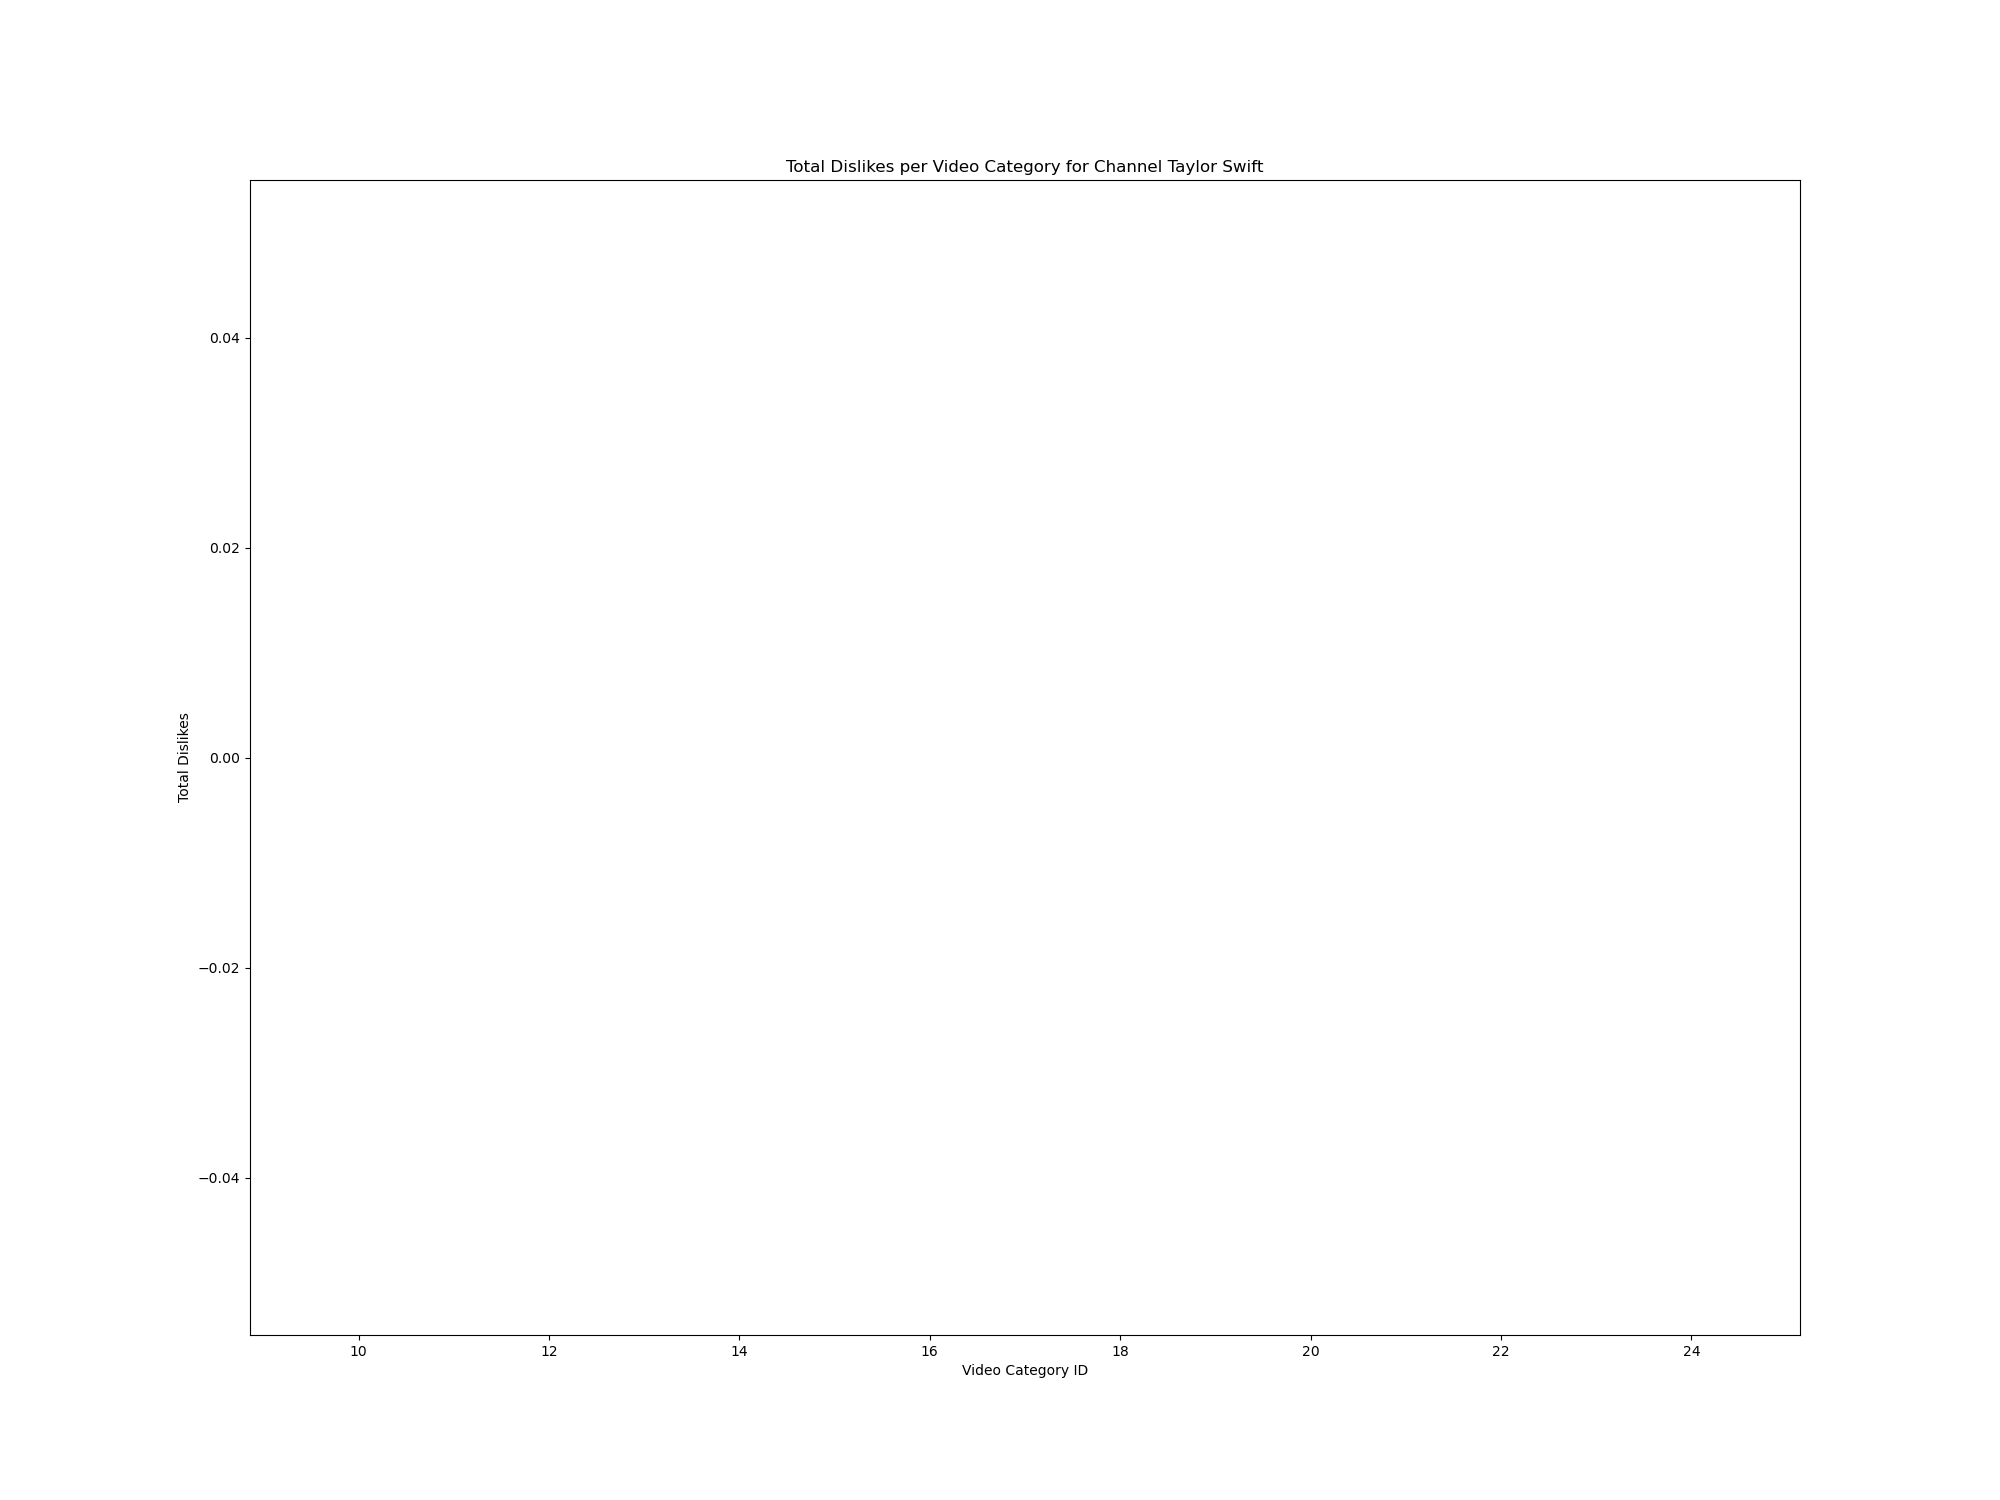 Total Dislikes per Video Category for Channel Taylor Swift
0.04
0.02
0.00
−0.02
−0.04
Total Dislikes
10 12 14 16 18 20 22 24
Video Category ID